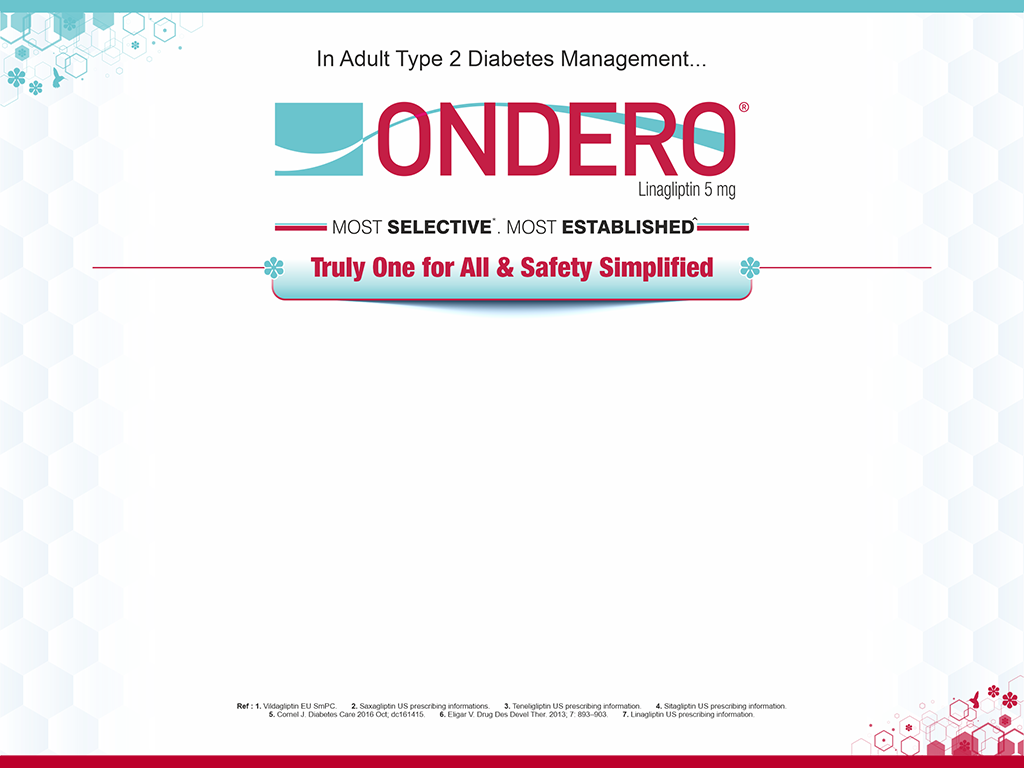 In Adult Type 2 Diabetes Management...
ONDERO®
Linagliptin 5 mg
MOST SELECTIVE*. MOST ESTABLISHED^
Truly One for All & Safety Simplified
Ref : 1. Vildagliptin EU SmPC. 2. Saxagliptin US prescribing informations. 3. Teneligliptin US prescribing information. 4. Sitagliptin US prescribing information.
5. Cornel J. Diabetes Care 2016 Oct; dc161415. 6. Eligar V. Drug Des Devel Ther. 2013; 7: 893–903. 7. Linagliptin US prescribing information.